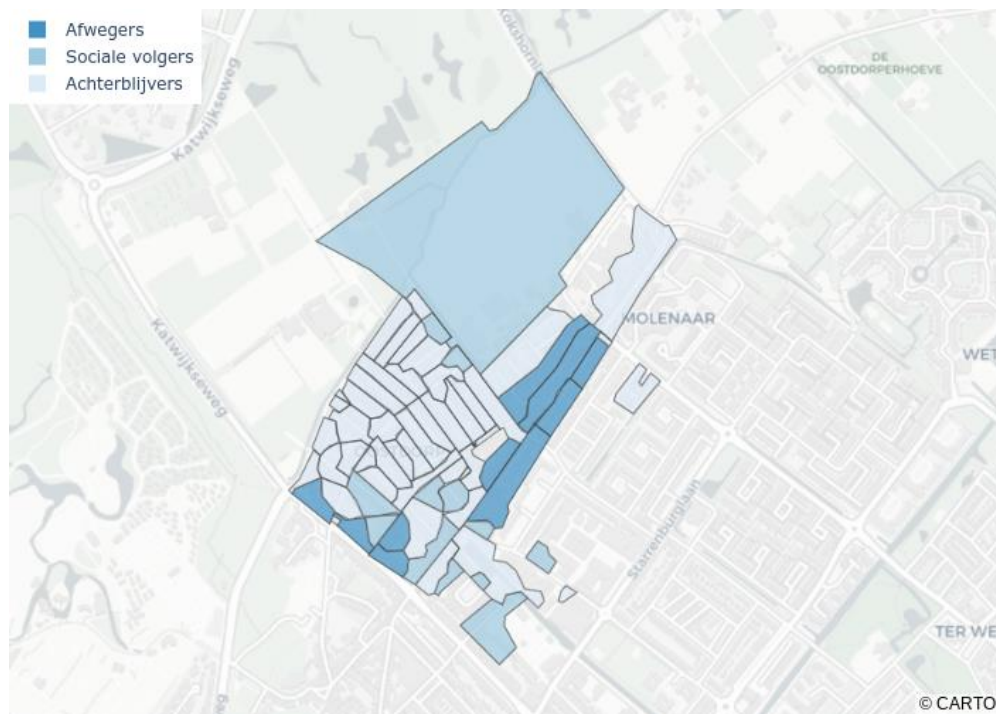 Afwegers
Sociale volgers
Achterblijvers
Katwijkseweg
DE
OOSTDORPERHOEVE
MOLENAAR
WET
Katwijkseweg
Starrenburglaan
TER WE
© CARTO